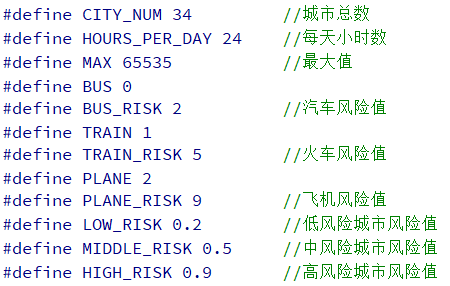 #define CITY_NUM 34 //城市总数
#define HOURS_PER_DAY 24 //每天小时数
#define MAX 65535 //最大值
#define BUS 0
#define BUS_RISK 2 //汽车风险值
#define TRAIN 1
#define TRAIN_RISK 5 //火车风险值
#define PLANE 2
#define PLANE_RISK 9 //飞机风险值
#define LOW_RISK 0.2 //低风险城市风险值
#define MIDDLE_RISK 0.5 //中风险城市风险值
#define HIGH_RISK 0.9 //高风险城市风险值